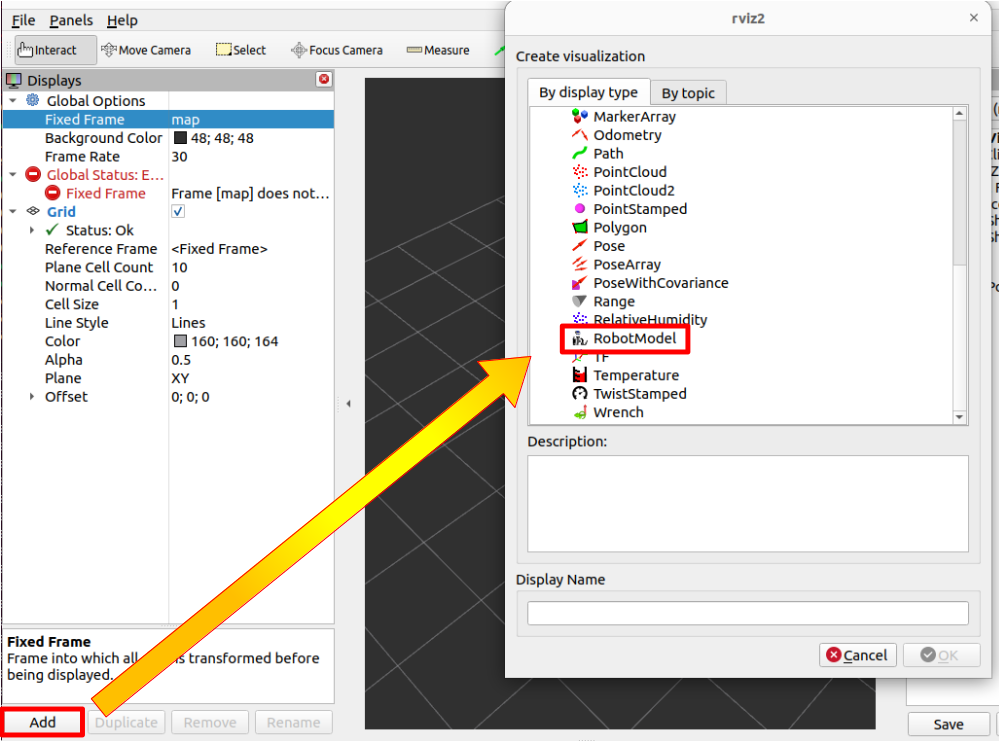 File Panels Help
Interact Move Camera Select Focus Camera Measure
Displays
Global Options
Fixed Frame map
Background Color 48; 48; 48
Frame Rate 30
Global Status: E...
Fixed Frame Frame [map] does not...
Grid
Status: Ok
Reference Frame <Fixed Frame>
Plane Cell Count 10
Normal Cell Co... 0
Cell Size 1
Line Style Lines
Color 160; 160; 164
Alpha 0.5
Plane XY
Offset 0; 0; 0
Fixed Frame
Frame into which all is transformed before
being displayed.
Add Duplicate Remove Rename
rviz2
Create visualization
By display type By topic
MarkerArray
Odometry
Path
PointCloud
PointCloud2
PointStamped
Polygon
Pose
PoseArray
PoseWithCovariance
Range
RelativeHumidity
RobotModel
TF
Temperature
TwistStamped
Wrench
Description:
Display Name
Cancel OK
Save